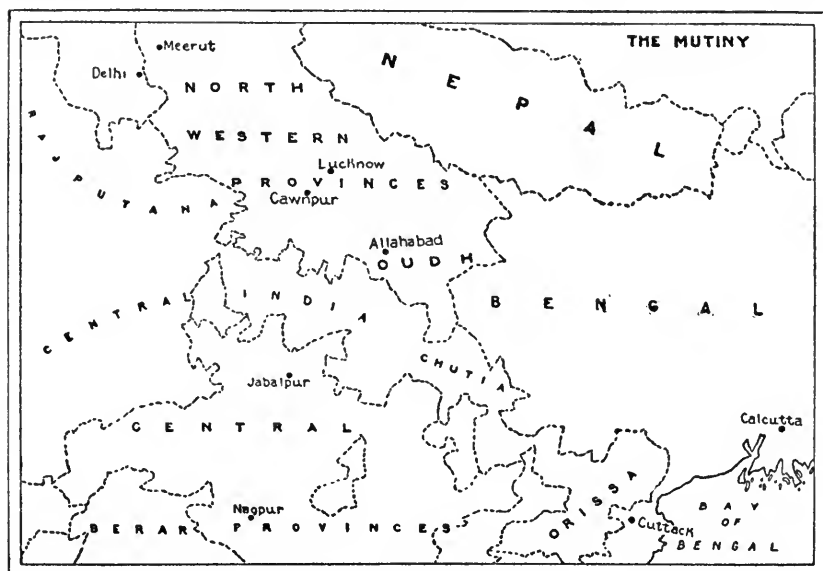 THE MUTINY
Meerut
Delhi
NEPAL
NORTH
WESTERN
PROVINCES
Lucknow
Cawnpur
RAJPUTANA
Allahabad
OUDH
CENTRAL INDIA
BENGAL
CHUTIA
Jabalpur
CENTRAL
Calcutta
Nagpur
BERAR PROVINCES
ORISSA
Cuttack
BAY
OF
BENGAL